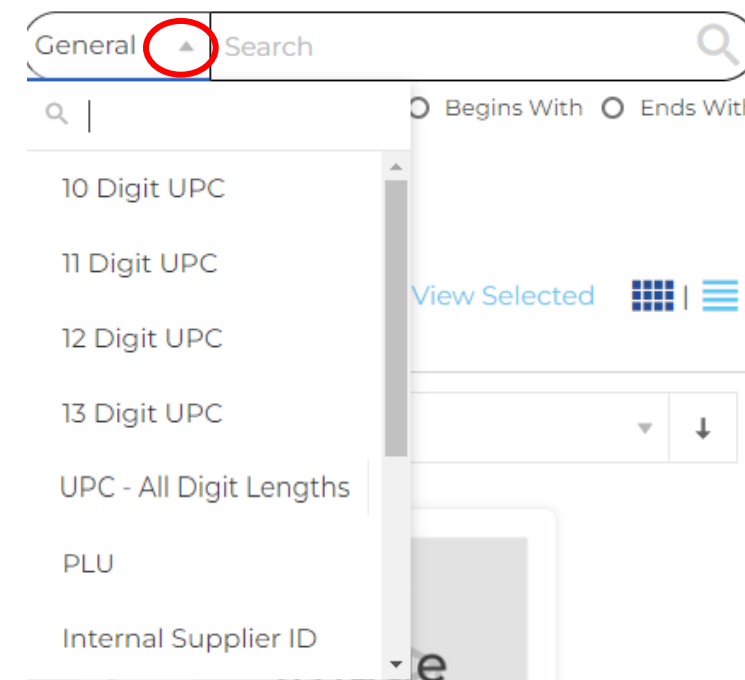 General Search
Begins With Ends With
10 Digit UPC
11 Digit UPC
View Selected |
12 Digit UPC
13 Digit UPC
UPC - All Digit Lengths
PLU
Internal Supplier ID